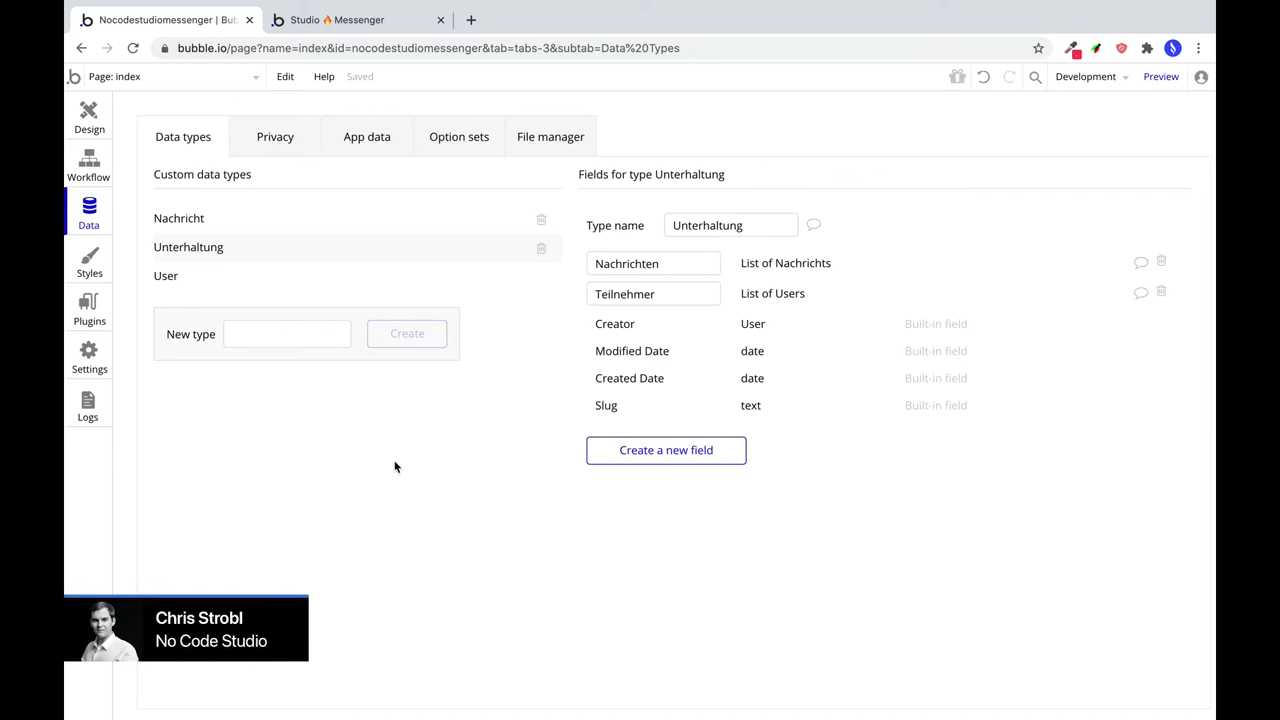 Nocodestudiomessenger | Bub
Studio 🔥 Messenger
bubble.io/page?name=index&id=nocodestudiomessenger&tab=tabs-3&subtab=Data%20Types
Page: index
Edit
Help
Saved
Development
Preview
Design
Workflow
Data
Styles
Plugins
Settings
Logs
Data types
Privacy
App data
Option sets
File manager
Custom data types
Nachricht
Unterhaltung
User
New type
Create
Fields for type Unterhaltung
Type name
Unterhaltung
Nachrichten
List of Nachrichts
Teilnehmer
List of Users
Creator
User
Built-in field
Modified Date
date
Built-in field
Created Date
date
Built-in field
Slug
text
Built-in field
Create a new field
Chris Strobl
No Code Studio